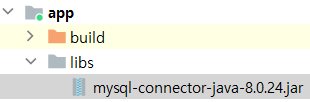 app
build
libs
mysql-connector-java-8.0.24.jar